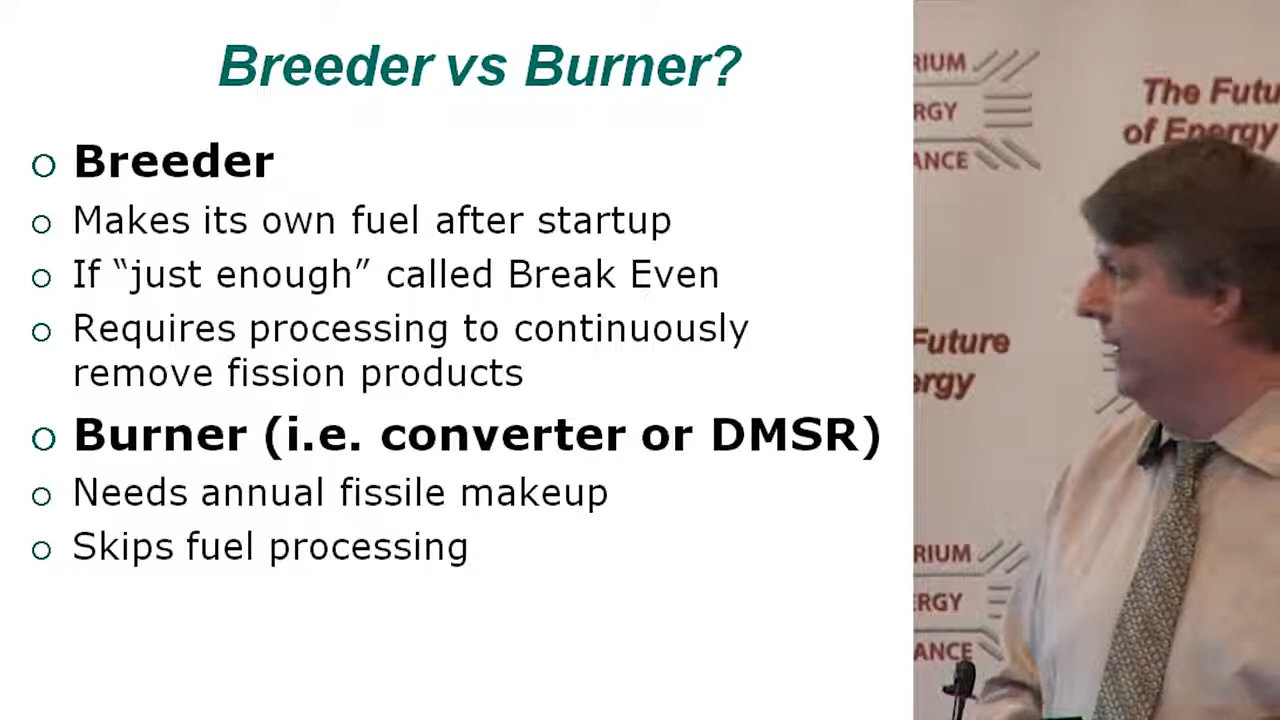 Breeder vs Burner?
Breeder
Makes its own fuel after startup
If “just enough” called Break Even
Requires processing to continuously
remove fission products
Burner (i.e. converter or DMSR)
Needs annual fissile makeup
Skips fuel processing
RIUM
RGY
ANCE
The Futu
of Energy
Future
ergy
RIUM
ERGY
ANCE